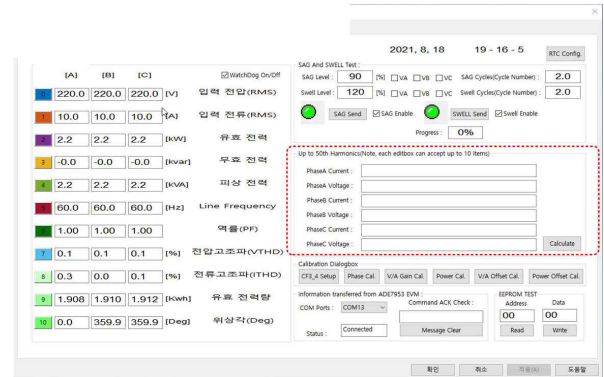 2021, 8, 18 19 - 16 - 5 RTC Config.
[A] [B] [C] WatchDog On/Off
220.0 220.0 220.0 [V] 입력 전압(RMS)
1 10.0 10.0 10.0 [A] 입력 전류(RMS)
2 2.2 2.2 2.2 [kW] 유효 전력
3 -0.0 -0.0 -0.0 [kvar] 무효 전력
4 2.2 2.2 2.2 [KVA] 피상 전력
60.0 60.0 60.0 [Hz] Line Frequency
1.00 1.00 1.00 역률(PF)
7 0.1 0.1 0.1 [%] 전압고조파(VTHD)
8 0.3 0.0 0.1 [%] 전류고조파(ITHD)
9 1.908 1.910 1.912 [Kwh] 유효 전력량
10 0.0 359.9 359.9 [Deg] 위상각(Deg)
SAG And SWELL Test :
SAG Level : 90 [%] VA VB VC SAG Cycles(Cycle Number) : 2.0
Swell Level : 120 [%] VA VB VC Swell Cycles(Cycle Number) : 2.0
SAG Send SAG Enable SWELL Send Swell Enable
Progress : 0%
Up to 50th Harmonics(Note, each editbox can accept up to 10 items)
PhaseA Current :
PhaseA Voltage :
PhaseB Current :
PhaseB Voltage :
PhaseC Current :
PhaseC Voltage : Calculate
Calibration Dialogbox
CF3_4 Setup Phase Cal. V/A Gain Cal. Power Cal. V/A Offset Cal. Power Offset Cal.
Information transferred from ADE7953 EVM :
COM Ports : COM13 Command ACK Check :
Status : Connected Message Clear
EEPROM TEST
Address Data
00 00
Read Write
확인 취소 적용(A) 도움말